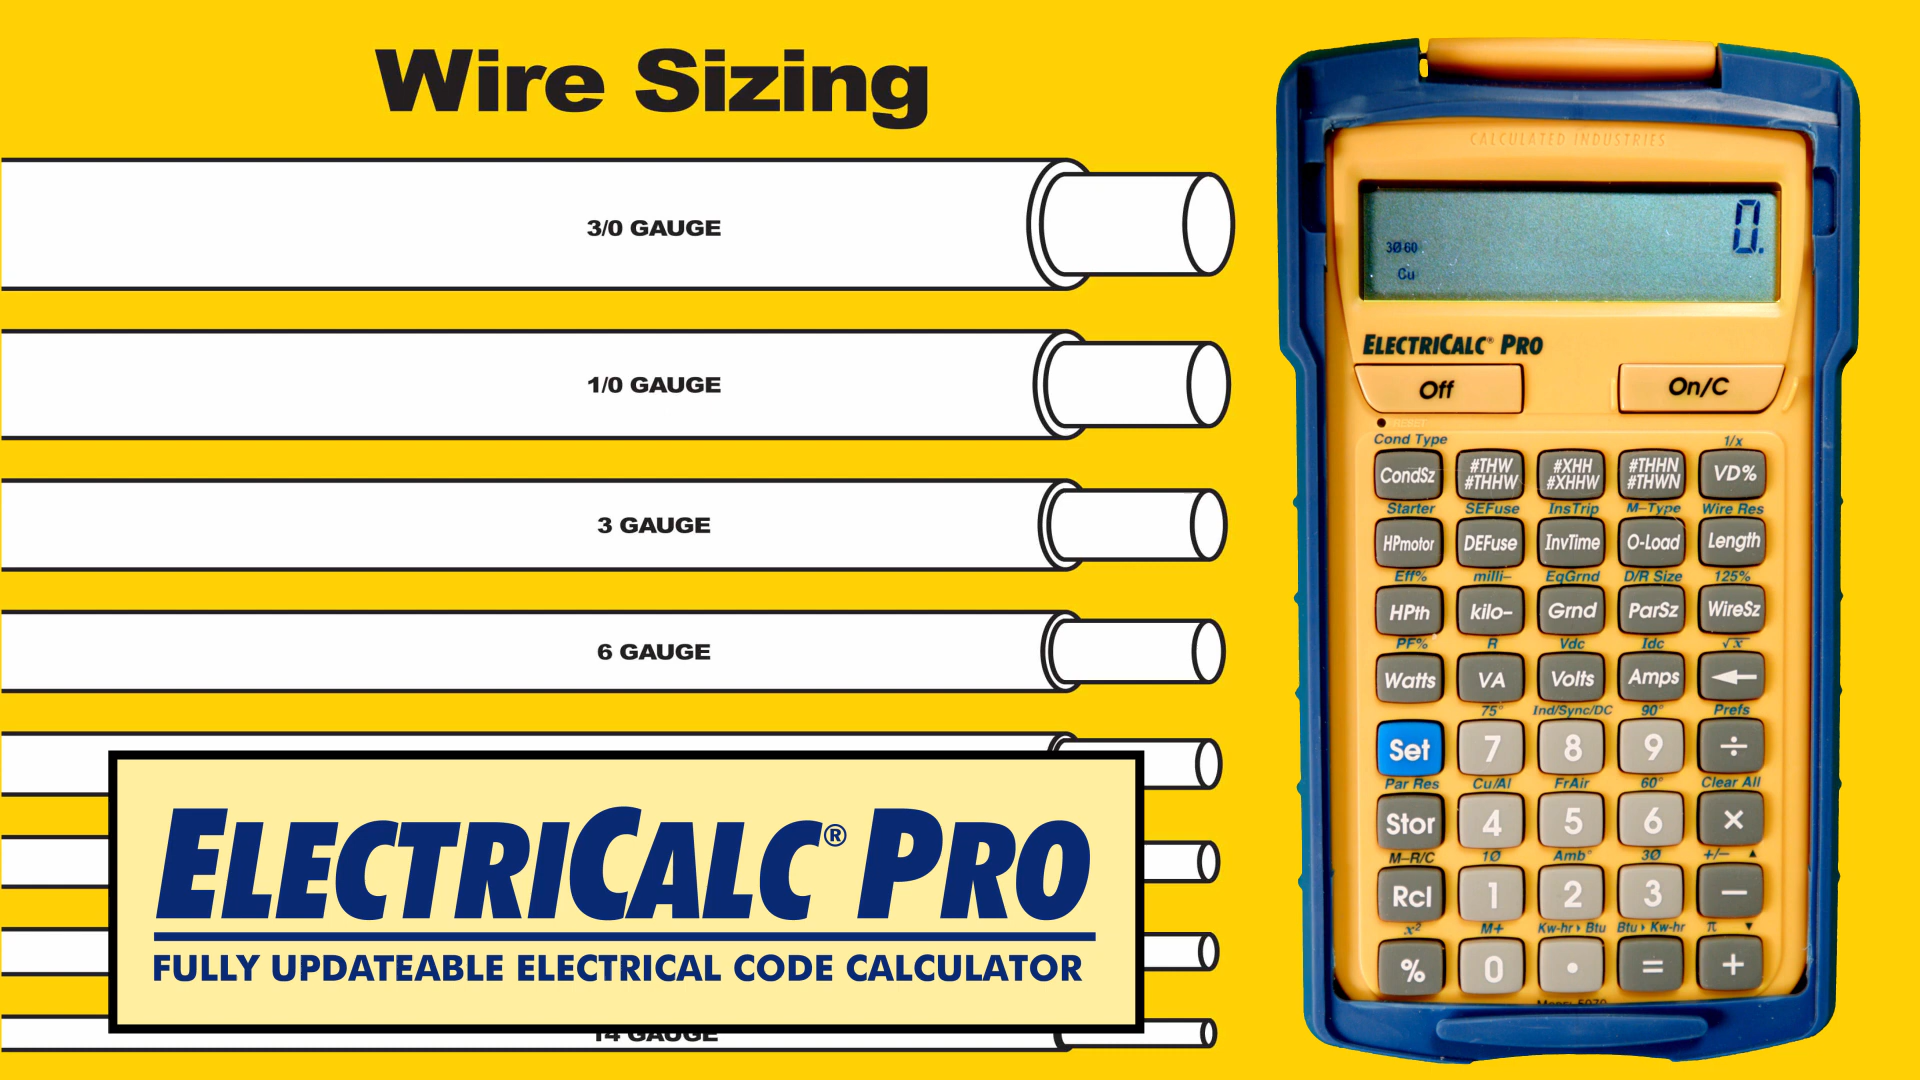 Wire Sizing
3/0 GAUGE
1/0 GAUGE
3 GAUGE
6 GAUGE
14 GAUGE
ELECTRICALC® PRO
FULLY UPDATEABLE ELECTRICAL CODE CALCULATOR
CALCULATED INDUSTRIES
0.
3Ø 60
Cu
ELECTRICALC® PRO
Off On/C
RESET
Cond Type 1/x
CondSz #THW #THHW #XHH #XHHW #THHN #THWN VD%
Starter SEFuse InsTrip M–Type Wire Res
HPmotor DEFuse InvTime O-Load Length
Eff% milli– EqGrnd D/R Size 125%
HPth kilo– Grnd ParSz WireSz
PF% R Vdc Idc √x
Watts VA Volts Amps ←
75° Ind/Sync/DC 90° Prefs
Set 7 8 9 ÷
Par Res Cu/Al FrAir 60° Clear All
Stor 4 5 6 ×
M–R/C 1Ø Amb° 3Ø +/– ▲
Rcl 1 2 3 –
x² M+ Kw-hr ▸ Btu Btu ▸ Kw-hr π ▼
% 0 • = +